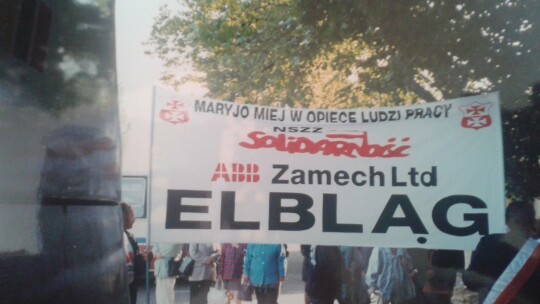 MARYJO MIEJ W OPIECE LUDZI PRACY
NSZZ
SOLIDARNOŚĆ
ABB Zamech Ltd
ELBLĄG